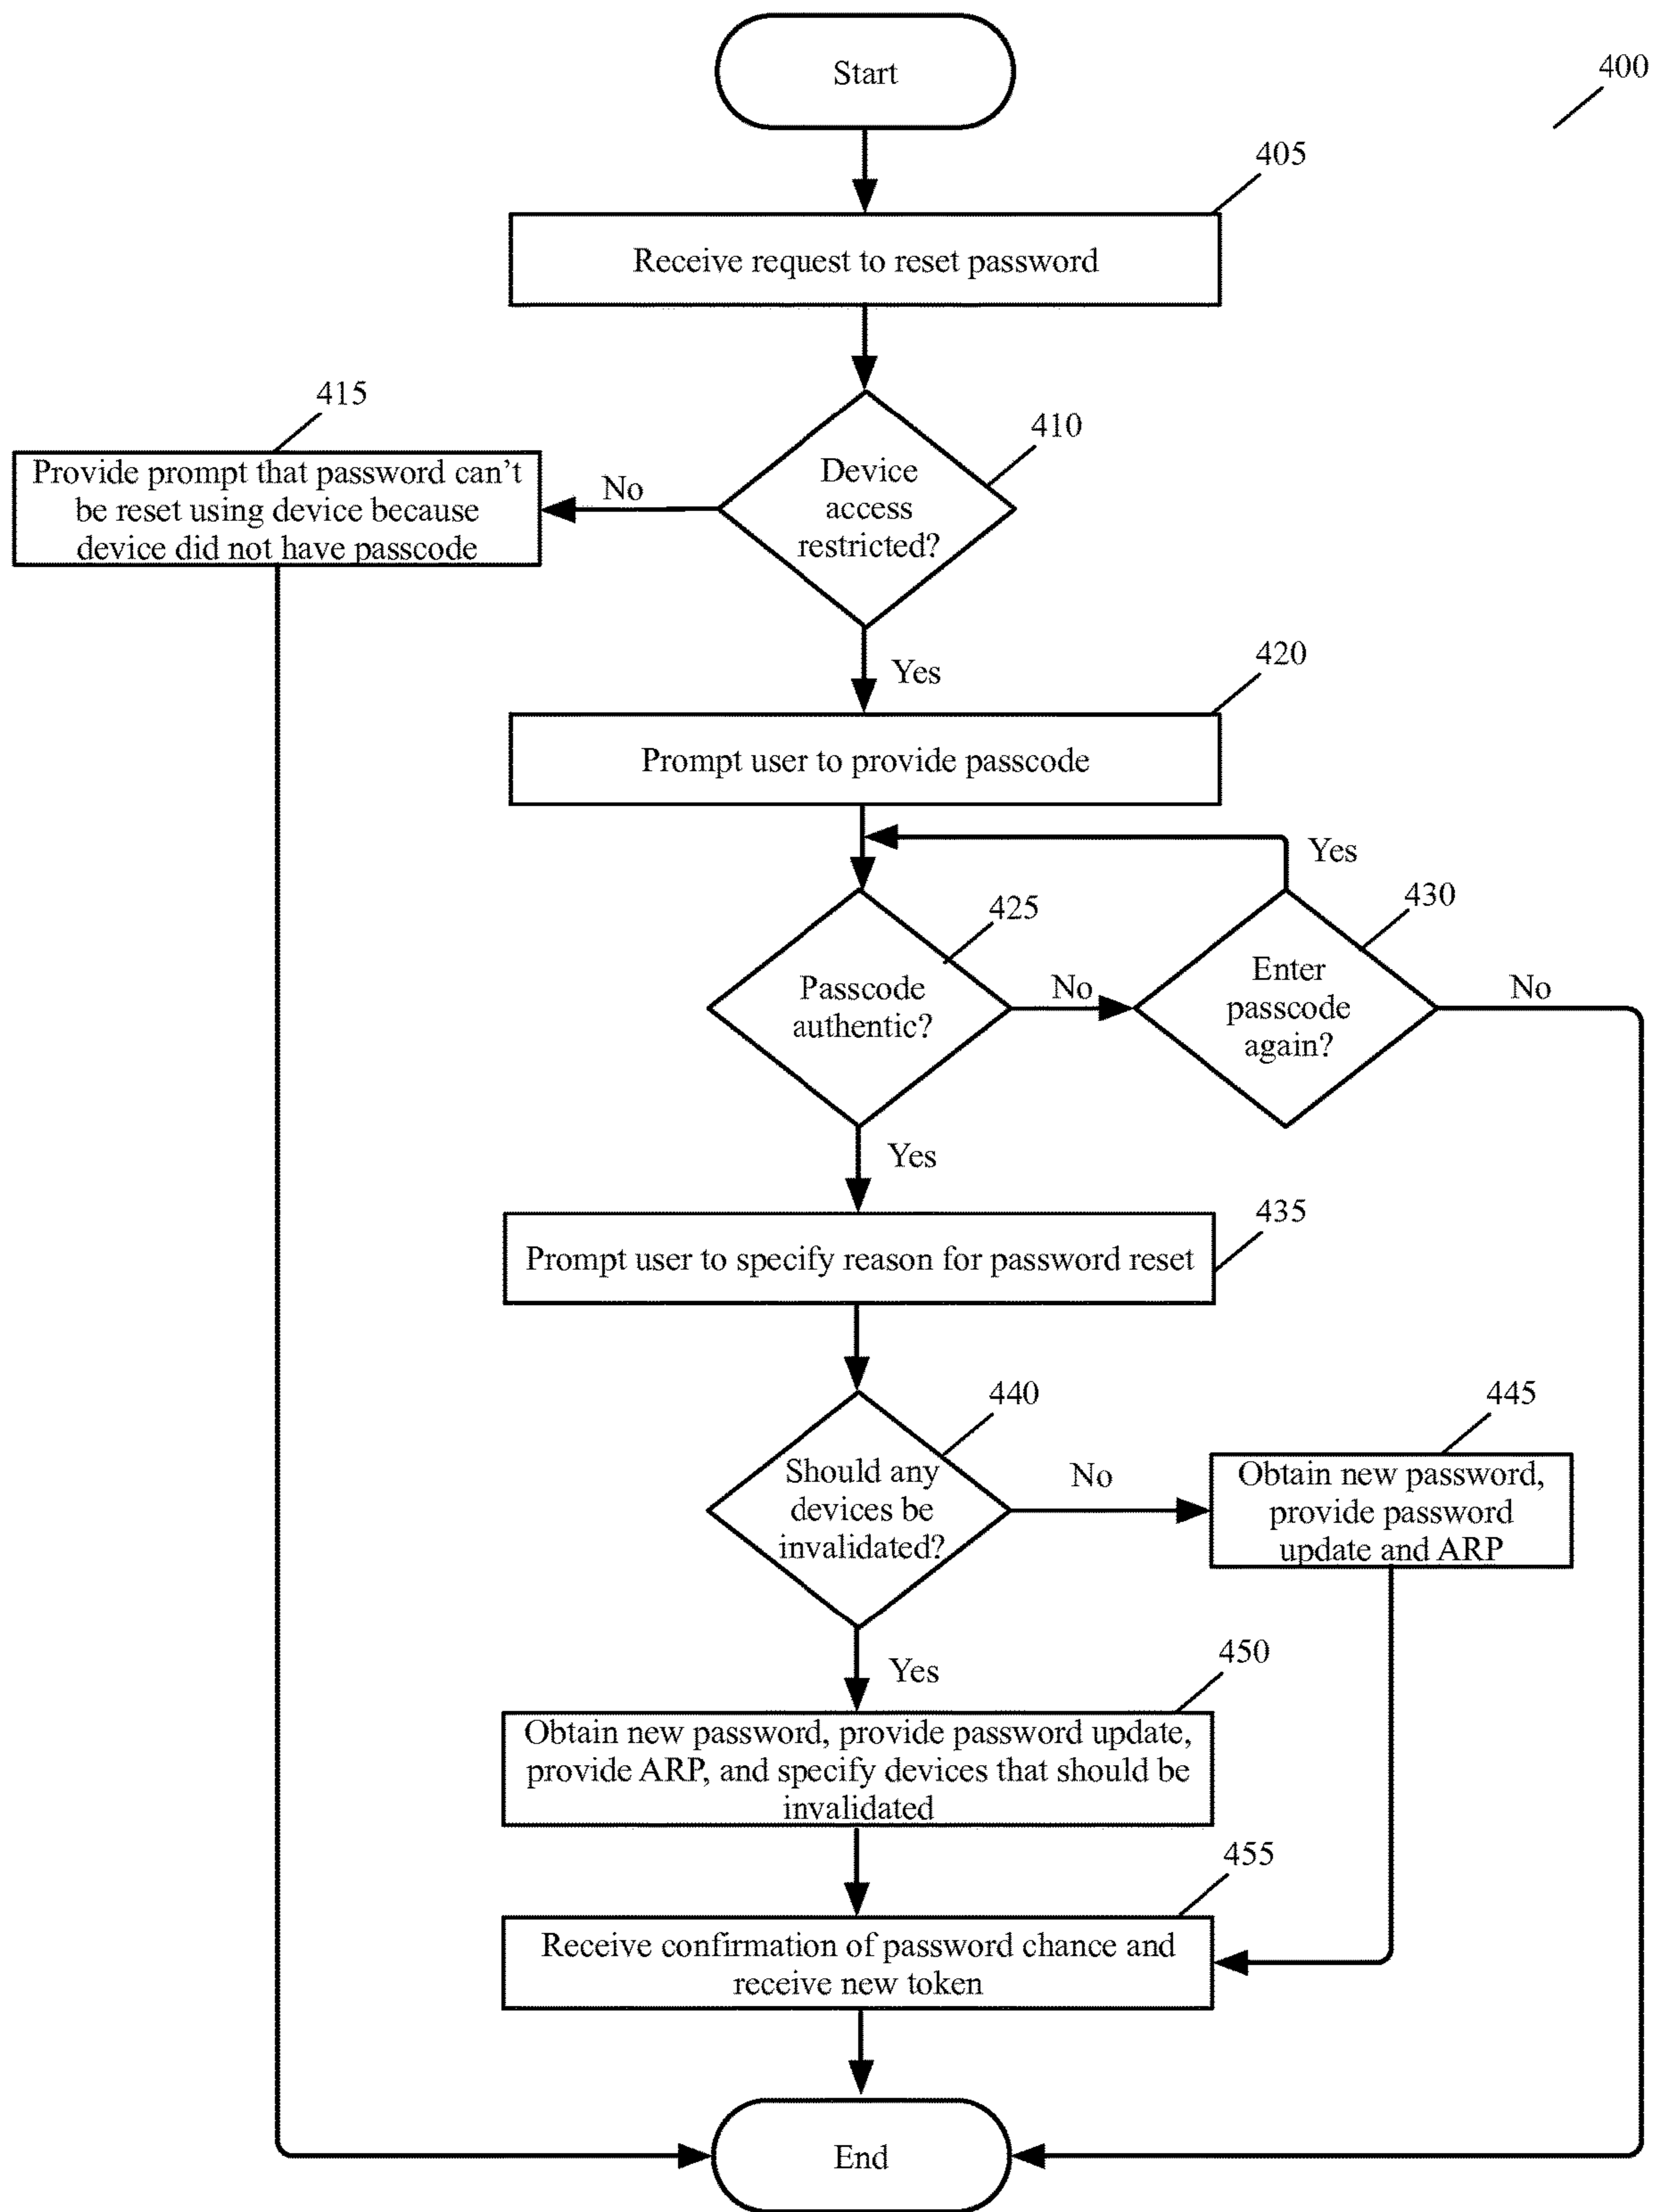 Start
400
405
Receive request to reset password
415
410
Provide prompt that password can't
be reset using device because
device did not have passcode
No
Device
access
restricted?
Yes
420
Prompt user to provide passcode
Yes
425
430
Passcode
authentic?
No
Enter
passcode
again?
No
Yes
435
Prompt user to specify reason for password reset
440
445
Should any
devices be
invalidated?
No
Obtain new password,
provide password
update and ARP
Yes
450
Obtain new password, provide password update,
provide ARP, and specify devices that should be
invalidated
455
Receive confirmation of password chance and
receive new token
End